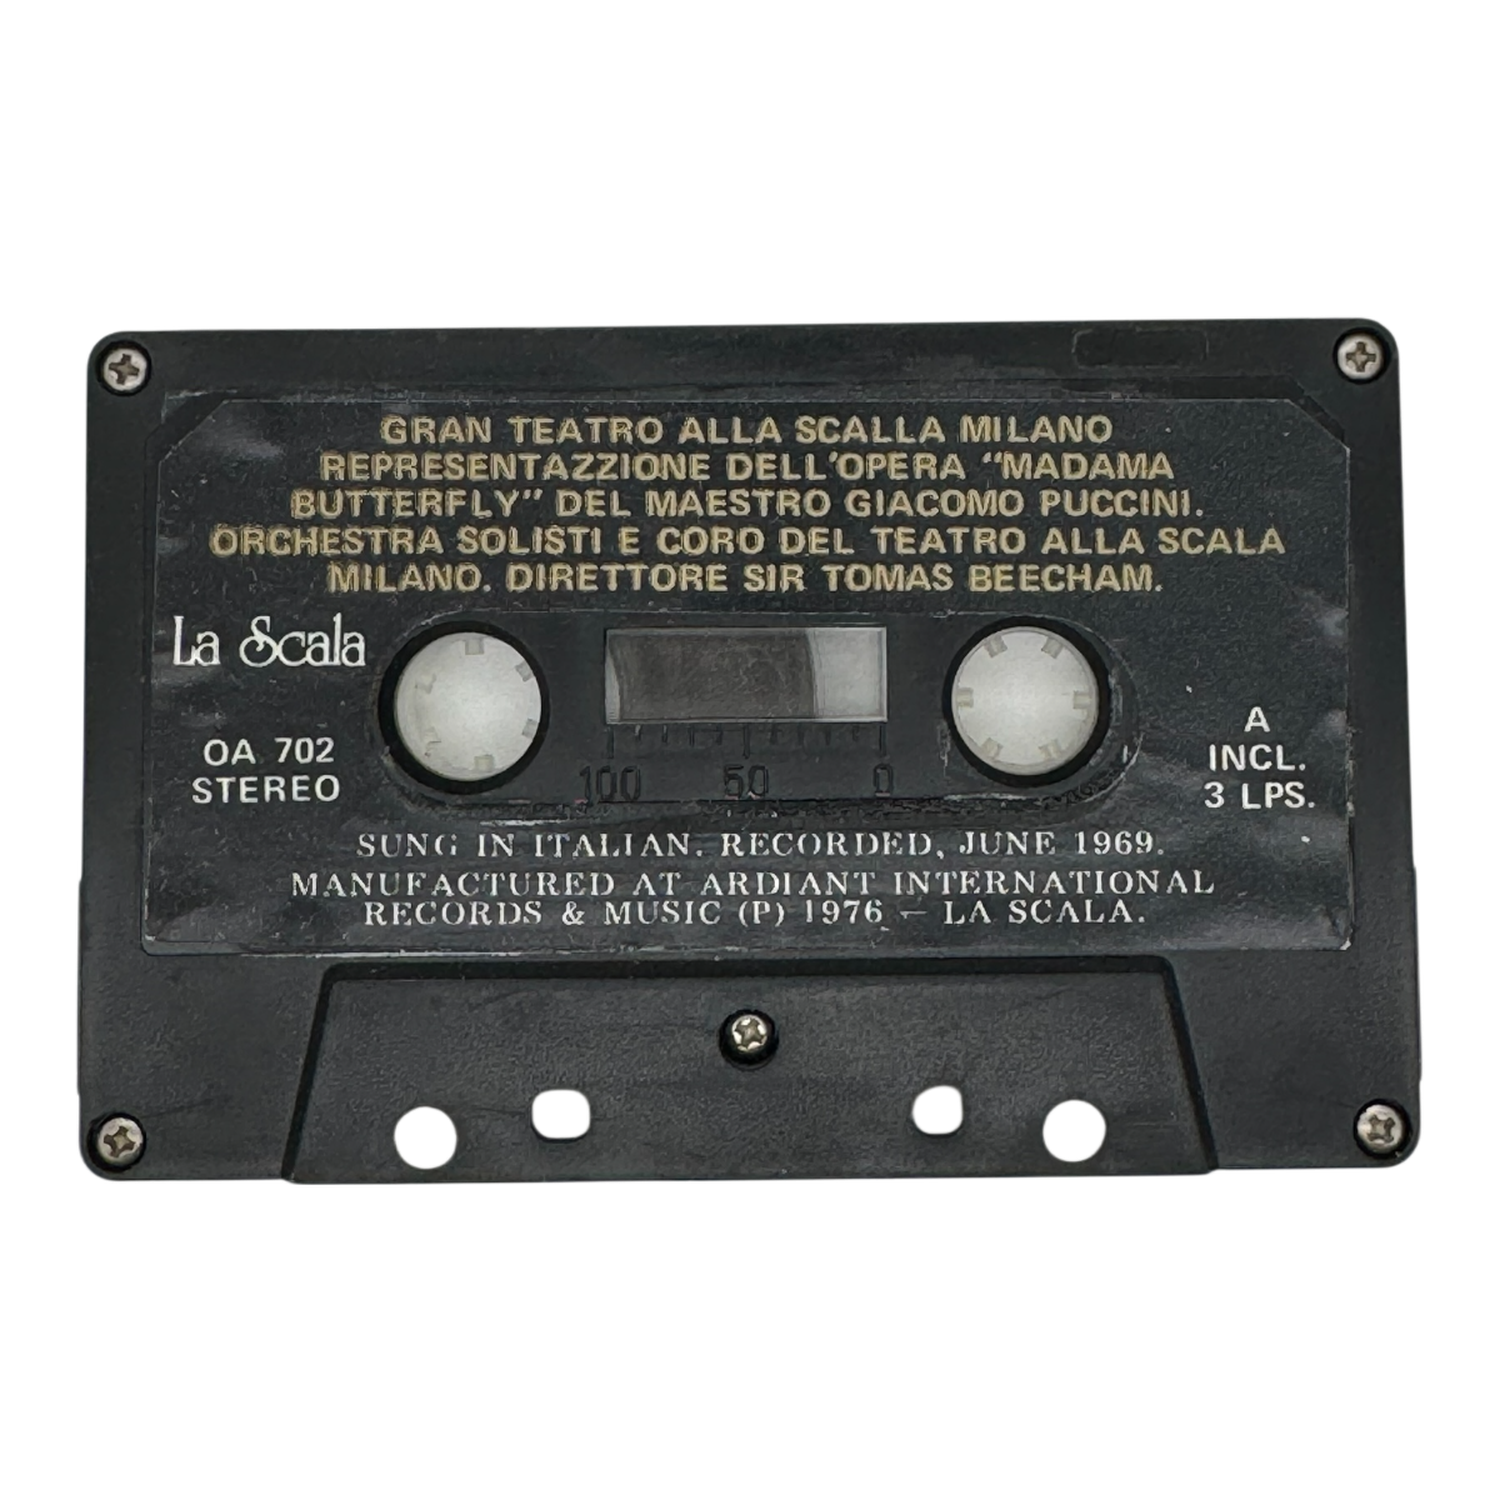 GRAN TEATRO ALLA SCALLA MILANO
REPRESENTAZZIONE DELL'OPERA "MADAMA
BUTTERFLY" DEL MAESTRO GIACOMO PUCCINI.
ORCHESTRA SOLISTI E CORO DEL TEATRO ALLA SCALA
MILANO. DIRETTORE SIR TOMAS BEECHAM.
La Scala
OA 702
STEREO
100 50 0
A
INCL.
3 LPS.
SUNG IN ITALIAN. RECORDED, JUNE 1969.
MANUFACTURED AT ARDIANT INTERNATIONAL
RECORDS & MUSIC (P) 1976 – LA SCALA.